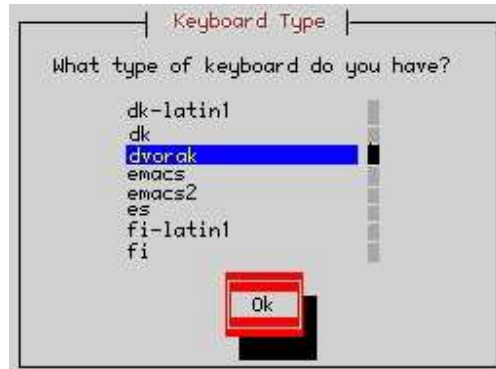 Keyboard Type
What type of keyboard do you have?
dk-latin1
dk
dvorak
emacs
emacs2
es
fi-latin1
fi
Ok